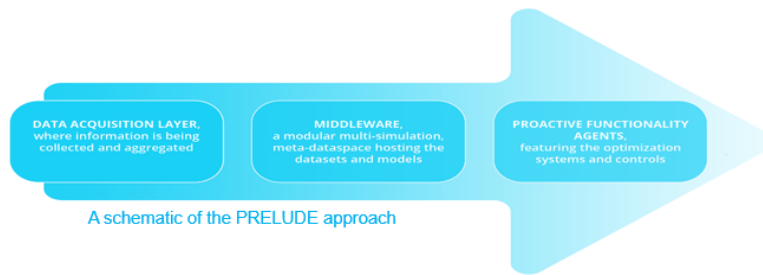 DATA ACQUISITION LAYER,
where information is being
collected and aggregated
MIDDLEWARE,
a modular multi-simulation,
meta-dataspace hosting the
datasets and models
PROACTIVE FUNCTIONALITY
AGENTS,
featuring the optimization
systems and controls
A schematic of the PRELUDE approach